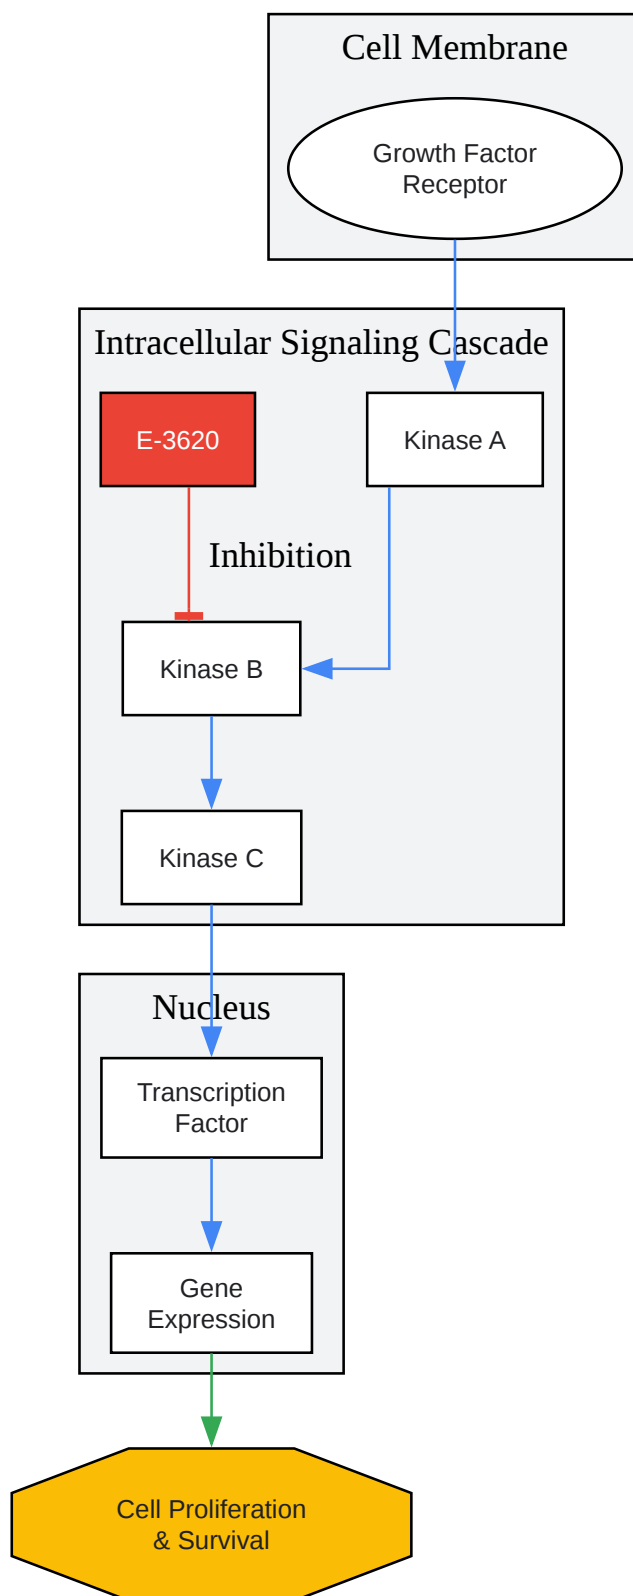 Cell Membrane
Growth Factor
Receptor
Intracellular Signaling Cascade
E-3620
Kinase A
Inhibition
Kinase B
Kinase C
Nucleus
Transcription
Factor
Gene
Expression
Cell Proliferation
& Survival